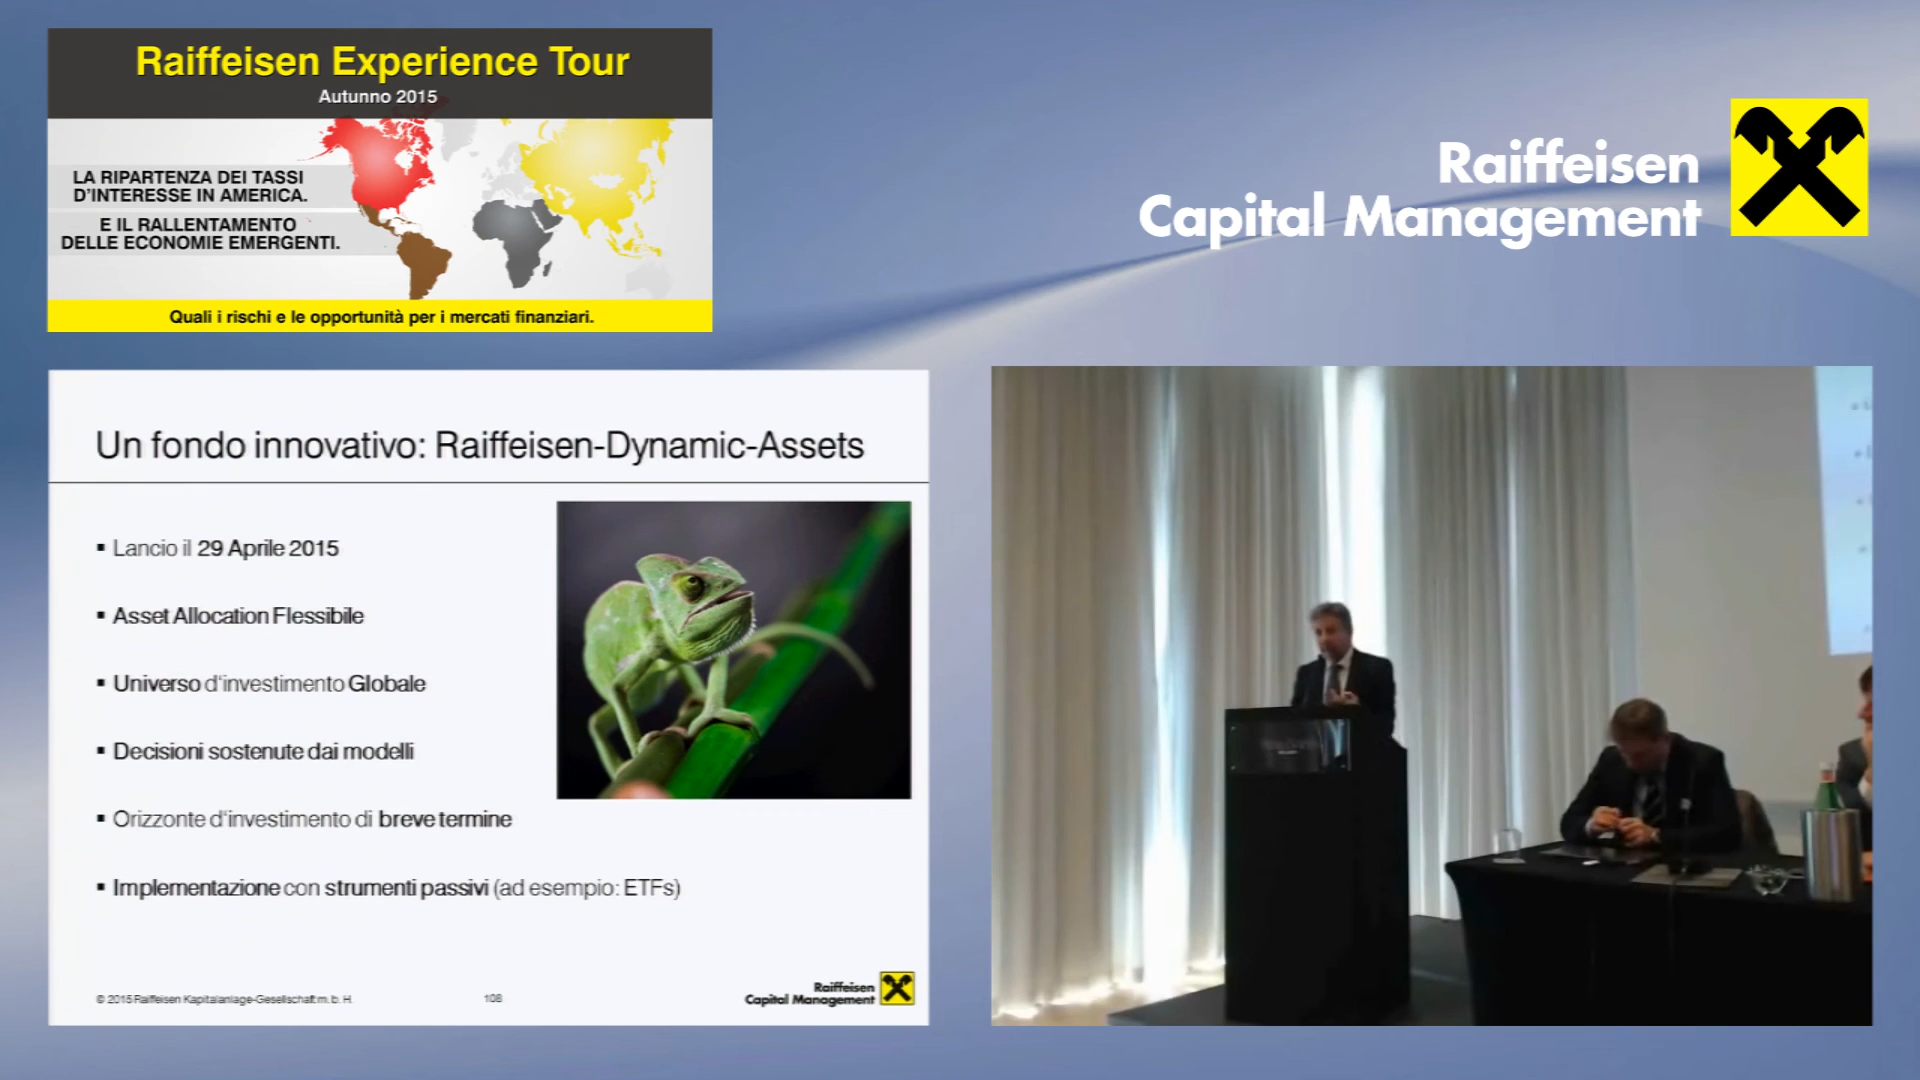 Raiffeisen Experience Tour
Autunno 2015
LA RIPARTENZA DEI TASSI
D'INTERESSE IN AMERICA.
E IL RALLENTAMENTO
DELLE ECONOMIE EMERGENTI.
Quali i rischi e le opportunità per i mercati finanziari.
Raiffeisen
Capital Management
Un fondo innovativo: Raiffeisen-Dynamic-Assets
▪ Lancio il 29 Aprile 2015
▪ Asset Allocation Flessibile
▪ Universo d'investimento Globale
▪ Decisioni sostenute dai modelli
▪ Orizzonte d'investimento di breve termine
▪ Implementazione con strumenti passivi (ad esempio: ETFs)
© 2015 Raiffeisen Kapitalanlage-Gesellschaft m. b. H.
108
Raiffeisen
Capital Management